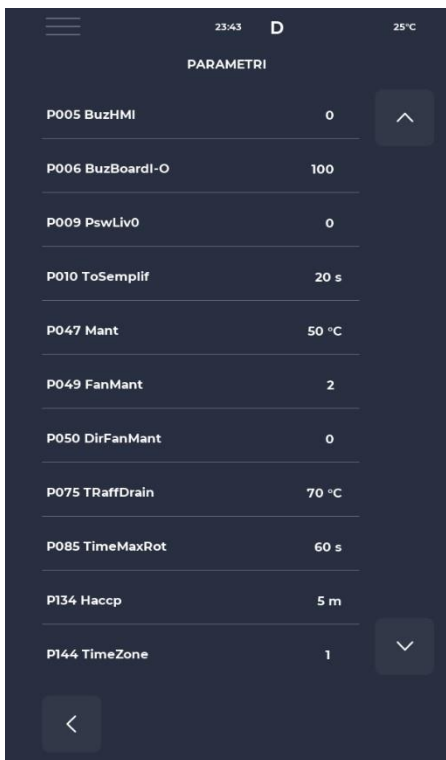 23:43 D 25°C
PARAMETRI
P005 BuzHMI 0
P006 BuzBoardI-O 100
P009 PswLiv0 0
P010 ToSemplif 20 s
P047 Mant 50 °C
P049 FanMant 2
P050 DirFanMant 0
P075 TRaffDrain 70 °C
P085 TimeMaxRot 60 s
P134 Haccp 5 m
P144 TimeZone 1